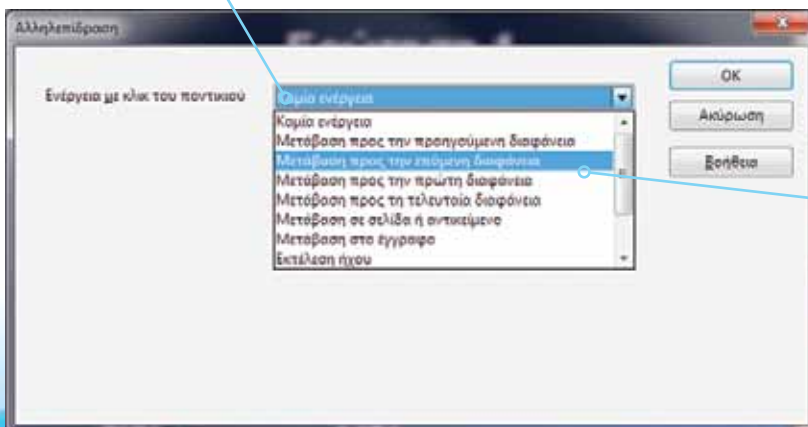 Αλληλεπίδραση
OK
Ενέργεια με κλικ του ποντικιού
Καμία ενέργεια
Ακύρωση
Καμία ενέργεια
Μετάβαση προς την προηγούμενη διαφάνεια
Μετάβαση προς την επόμενη διαφάνεια
Βοήθεια
Μετάβαση προς την πρώτη διαφάνεια
Μετάβαση προς τη τελευταία διαφάνεια
Μετάβαση σε σελίδα ή αντικείμενο
Μετάβαση στο έγγραφο
Εκτέλεση ήχου